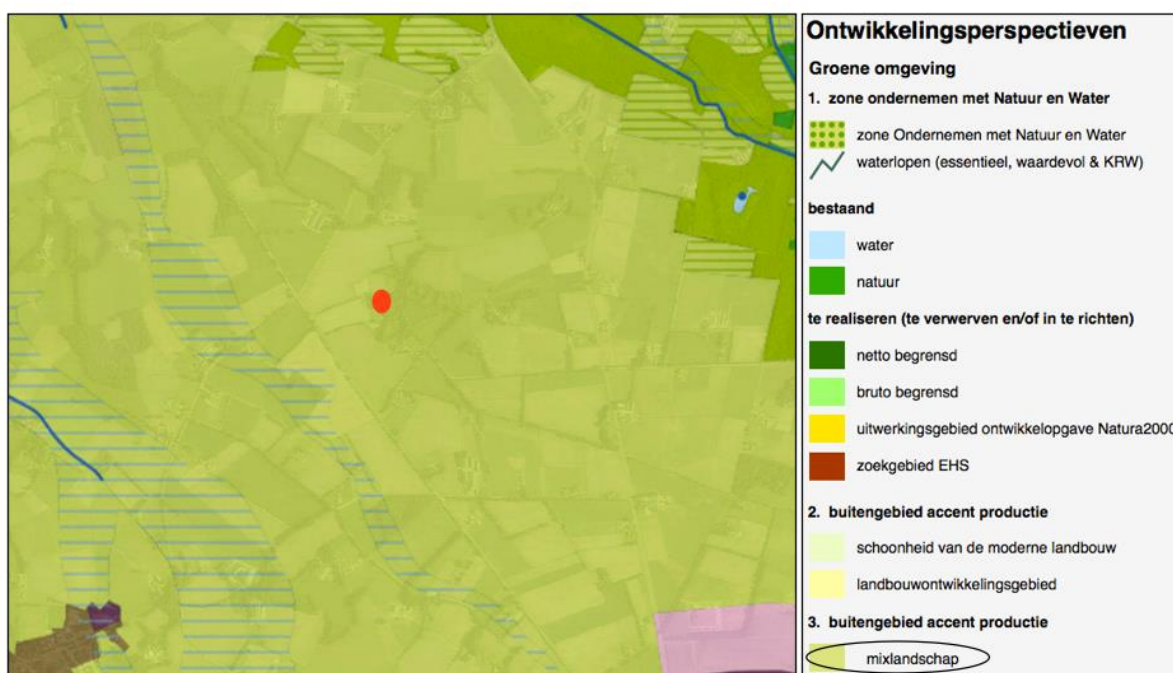 Ontwikkelingsperspectieven
Groene omgeving
1. zone ondernemen met Natuur en Water
zone Ondernemen met Natuur en Water
waterlopen (essentieel, waardevol & KRW)
bestaand
water
natuur
te realiseren (te verwerven en/of in te richten)
netto begrensd
bruto begrensd
uitwerkingsgebied ontwikkelopgave Natura2000
zoekgebied EHS
2. buitengebied accent productie
schoonheid van de moderne landbouw
landbouwontwikkelingsgebied
3. buitengebied accent productie
mixlandschap